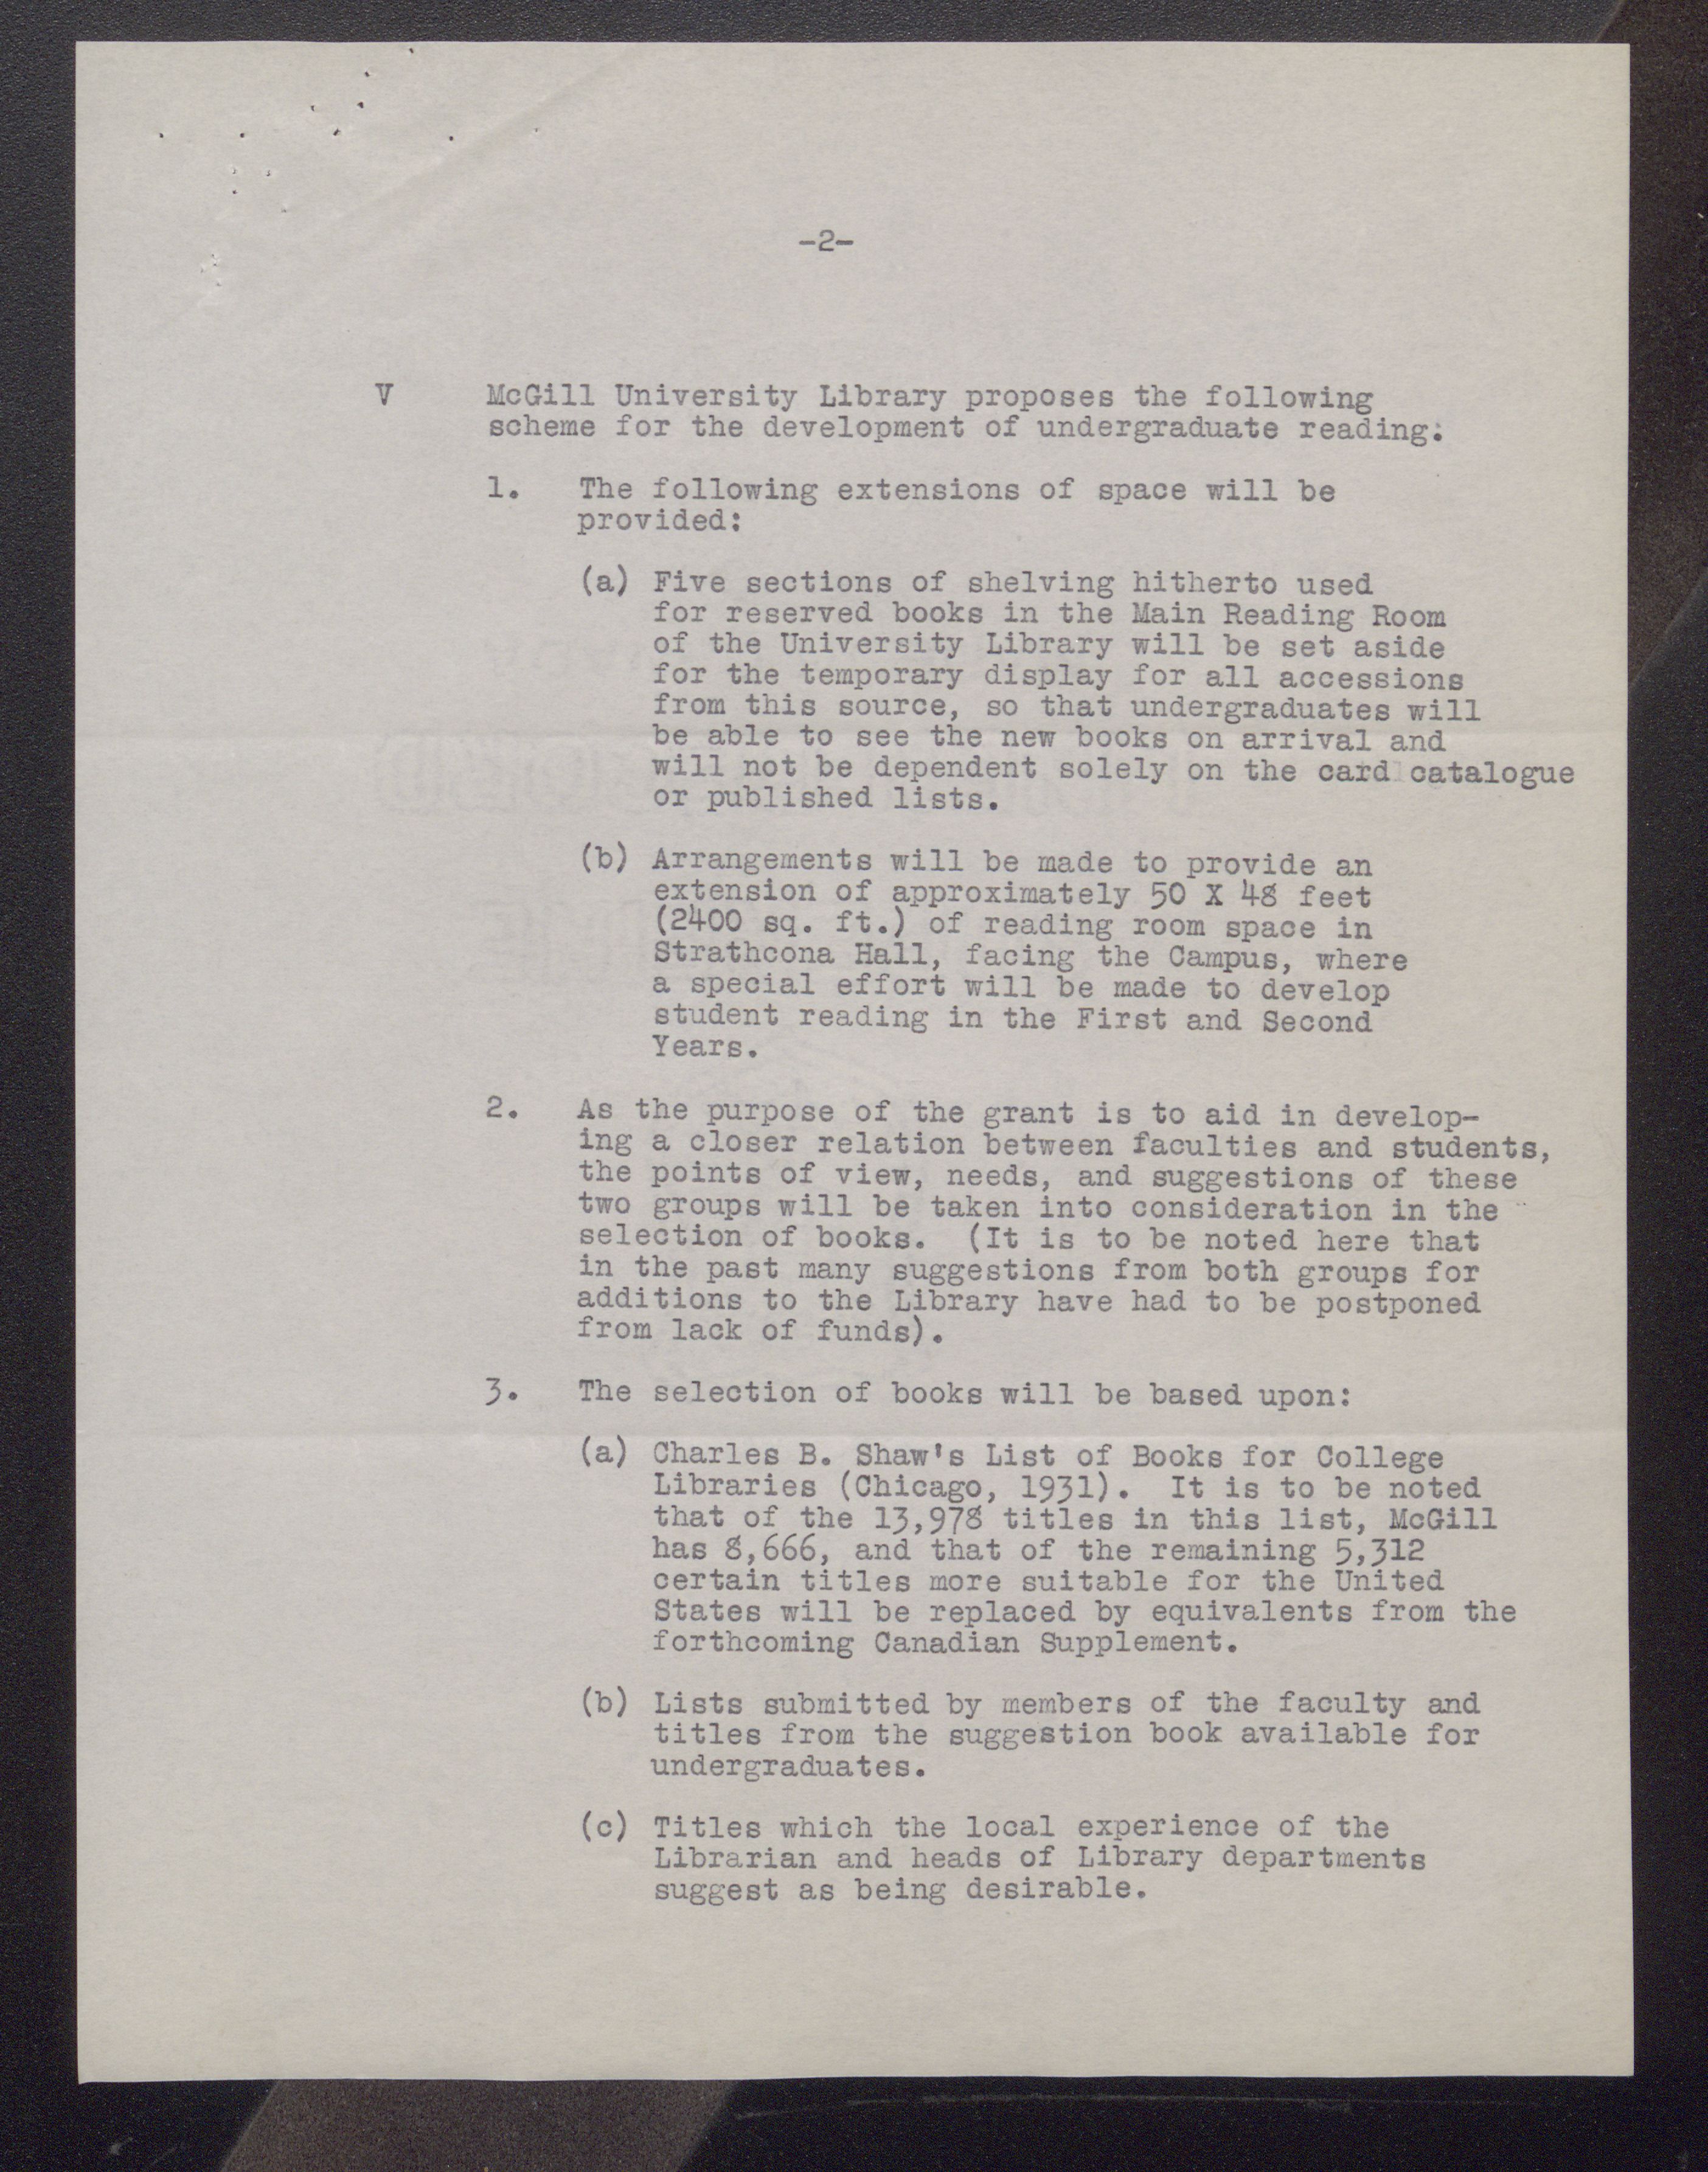 -2-
V McGill University Library proposes the following
scheme for the development of undergraduate reading:
1. The following extensions of space will be
provided:
(a) Five sections of shelving hitherto used
for reserved books in the Main Reading Room
of the University Library will be set aside
for the temporary display for all accessions
from this source, so that undergraduates will
be able to see the new books on arrival and
will not be dependent solely on the card catalogue
or published lists.
(b) Arrangements will be made to provide an
extension of approximately 50 X 48 feet
(2400 sq. ft.) of reading room space in
Strathcona Hall, facing the Campus, where
a special effort will be made to develop
student reading in the First and Second
Years.
2. As the purpose of the grant is to aid in develop-
ing a closer relation between faculties and students,
the points of view, needs, and suggestions of these
two groups will be taken into consideration in the
selection of books. (It is to be noted here that
in the past many suggestions from both groups for
additions to the Library have had to be postponed
from lack of funds).
3. The selection of books will be based upon:
(a) Charles B. Shaw's List of Books for College
Libraries (Chicago, 1931). It is to be noted
that of the 13,978 titles in this list, McGill
has 8,666, and that of the remaining 5,312
certain titles more suitable for the United
States will be replaced by equivalents from the
forthcoming Canadian Supplement.
(b) Lists submitted by members of the faculty and
titles from the suggestion book available for
undergraduates.
(c) Titles which the local experience of the
Librarian and heads of Library departments
suggest as being desirable.